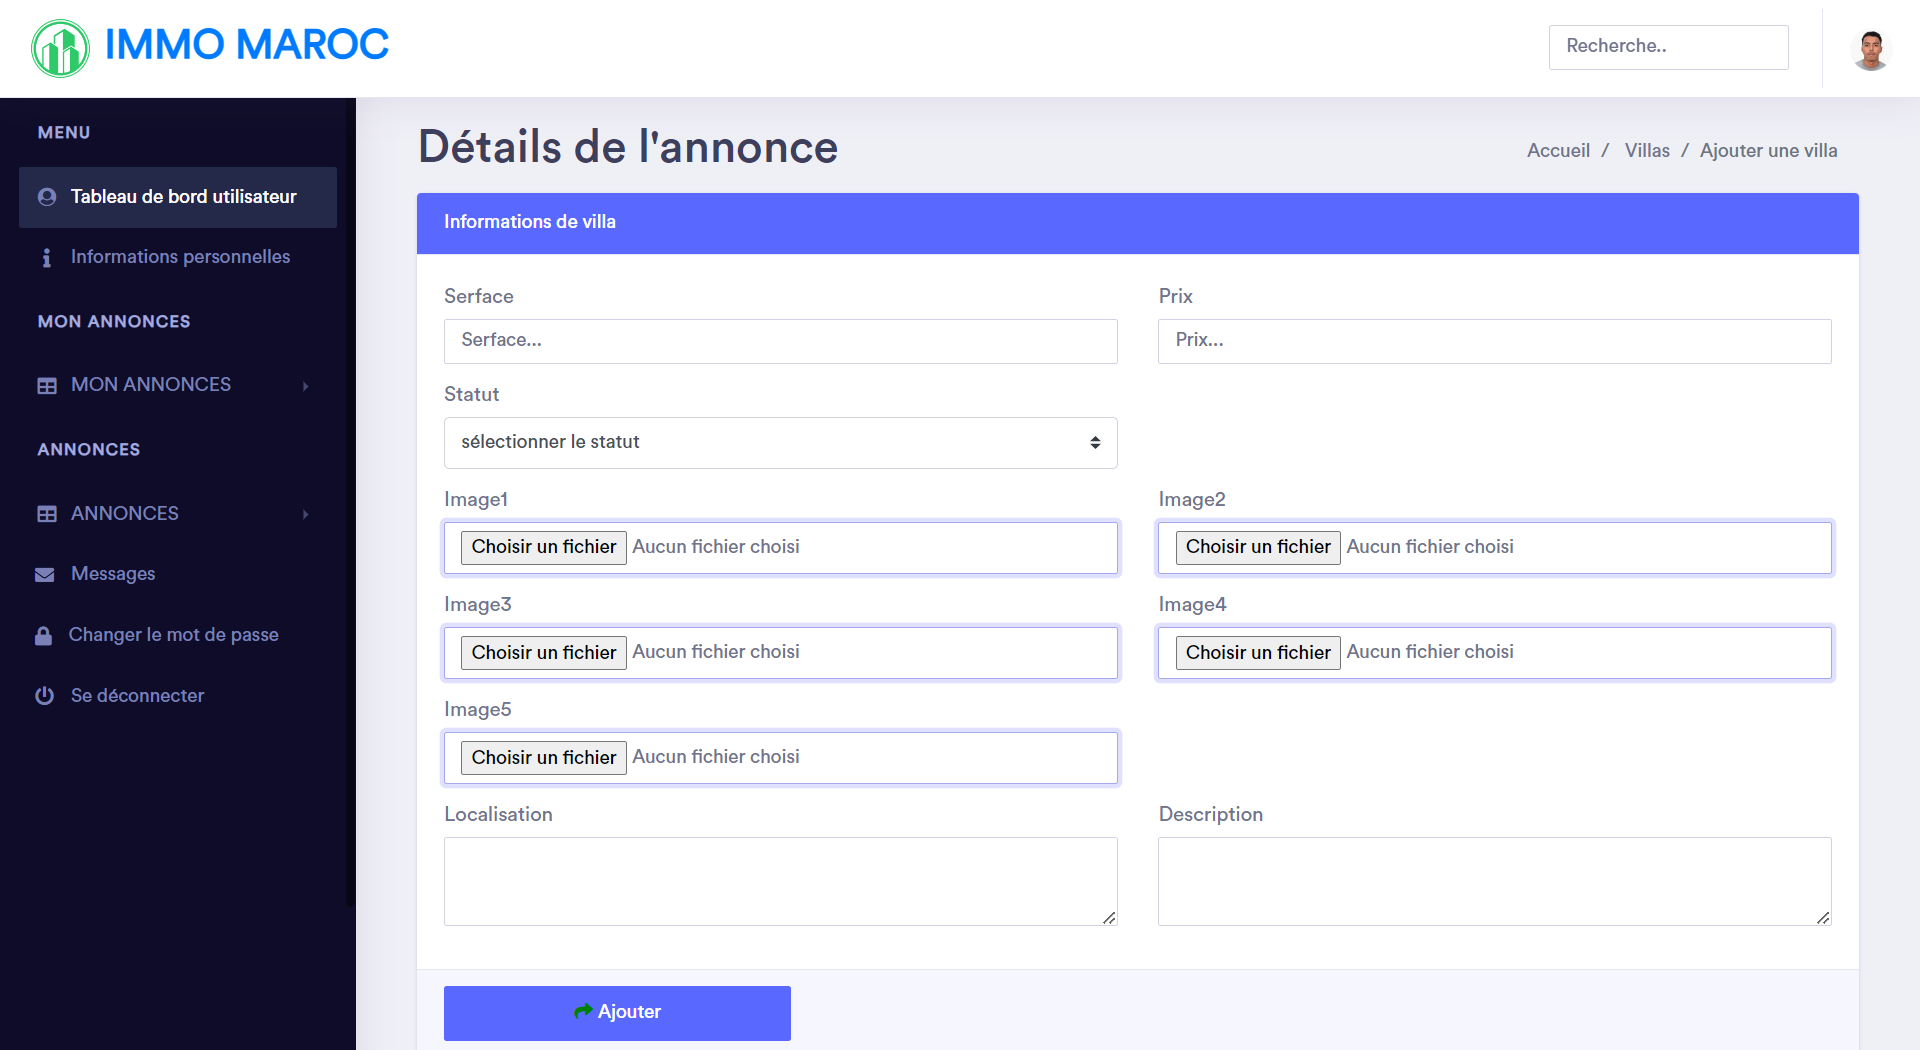 IMMO MAROC
Recherche..
MENU
Tableau de bord utilisateur
Informations personnelles
MON ANNONCES
MON ANNONCES
ANNONCES
ANNONCES
Messages
Changer le mot de passe
Se déconnecter
Détails de l'annonce
Accueil / Villas / Ajouter une villa
Informations de villa
Serface
Prix
Serface...
Prix...
Statut
sélectionner le statut
Image1
Image2
Choisir un fichier Aucun fichier choisi
Choisir un fichier Aucun fichier choisi
Image3
Image4
Choisir un fichier Aucun fichier choisi
Choisir un fichier Aucun fichier choisi
Image5
Choisir un fichier Aucun fichier choisi
Localisation
Description
Ajouter